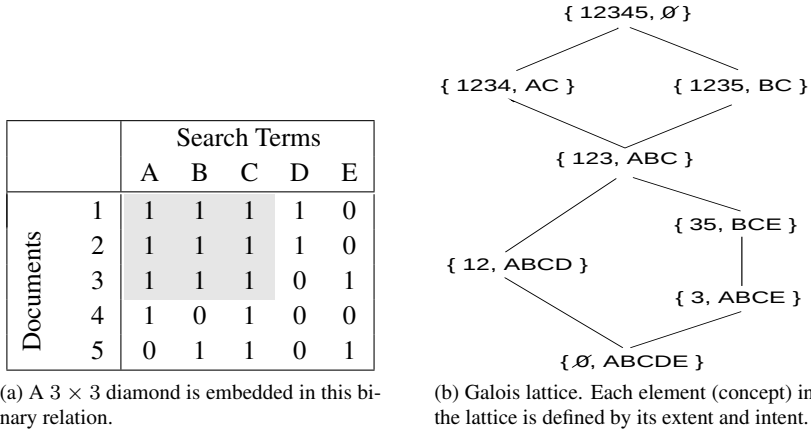 Search Terms
A B C D E
1 1 1 1 1 0
2 1 1 1 1 0
3 1 1 1 0 1
4 1 0 1 0 0
5 0 1 1 0 1
Documents
(a) A 3 × 3 diamond is embedded in this bi-
nary relation.
{ 12345, Ø }
{ 1234, AC } { 1235, BC }
{ 123, ABC }
{ 35, BCE }
{ 12, ABCD }
{ 3, ABCE }
{ Ø, ABCDE }
(b) Galois lattice. Each element (concept) in
the lattice is defined by its extent and intent.